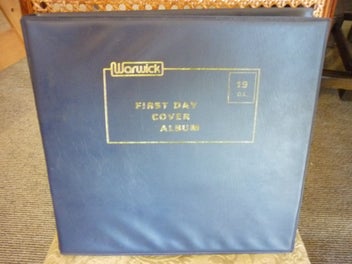 Warwick
19
FIRST DAY
COVER
ALBUM